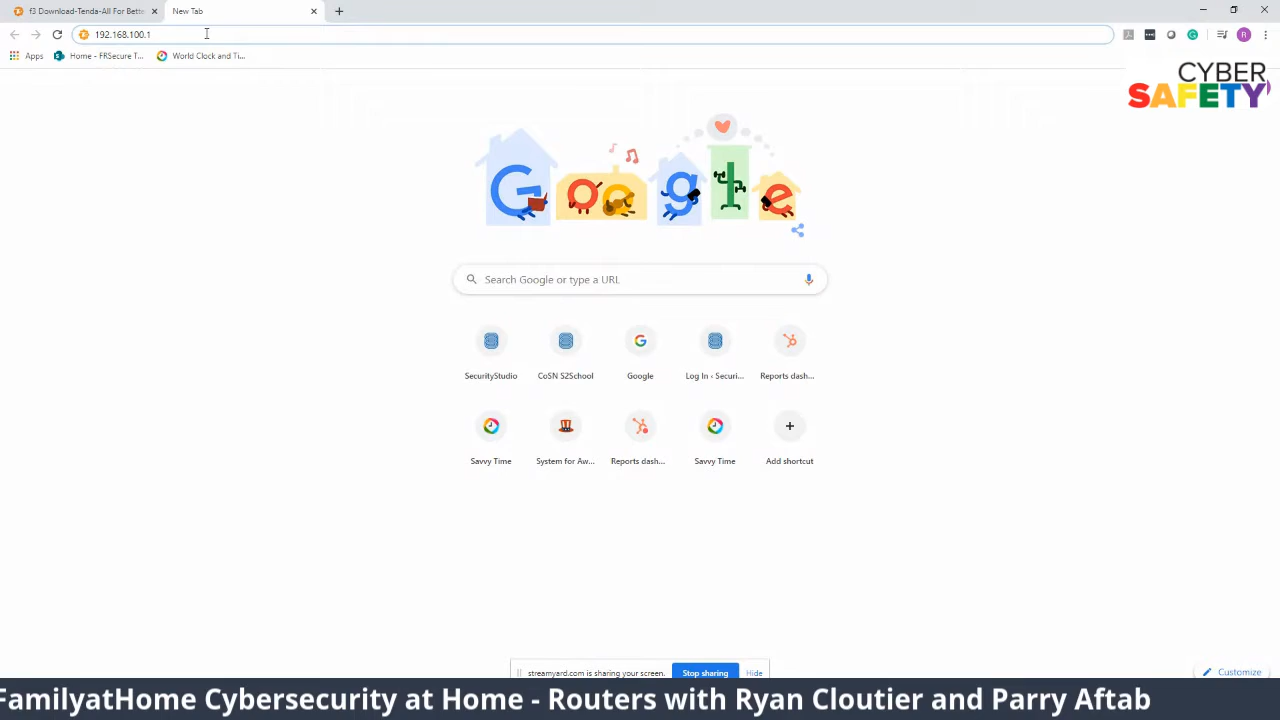 f3 Download-Tenda-All For Bette
New Tab
192.168.100.1
Apps
Home - FRSecure T...
World Clock and Ti...
R
CYBER
SAFETY
Google
Search Google or type a URL
SecurityStudio
CoSN S2School
Google
Log In ‹ Securi...
Reports dash...
Savvy Time
System for Aw...
Reports dash...
Savvy Time
Add shortcut
streamyard.com is sharing your screen.
Stop sharing
Hide
Customize
FamilyatHome Cybersecurity at Home - Routers with Ryan Cloutier and Parry Aftab